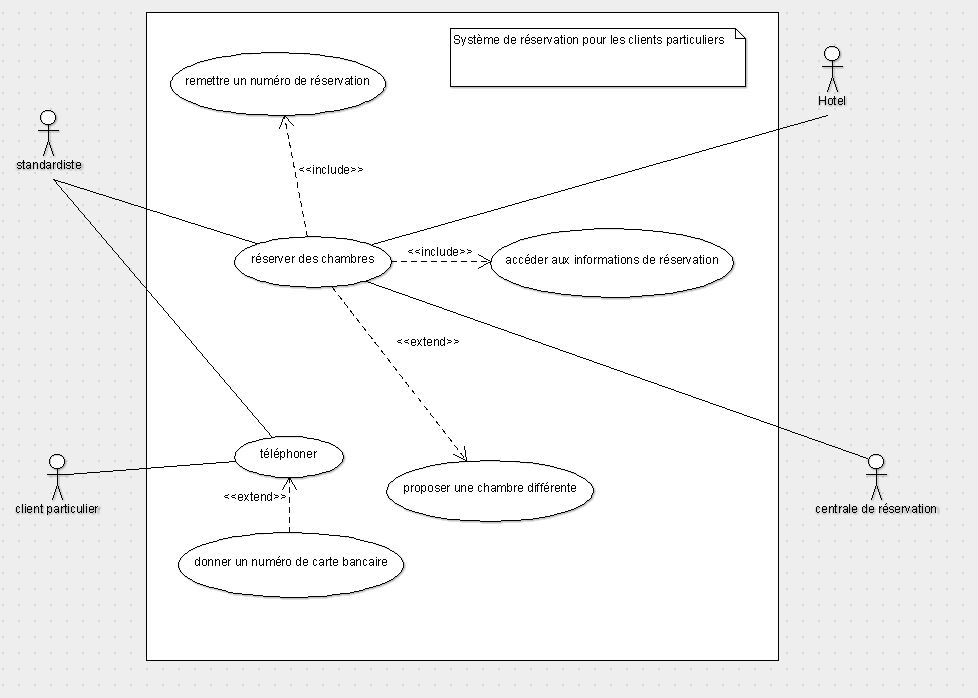 Système de réservation pour les clients particuliers
remettre un numéro de réservation
Hotel
standardiste
<<include>>
réserver des chambres
<<include>>
accéder aux informations de réservation
<<extend>>
téléphoner
client particulier
<<extend>>
proposer une chambre différente
centrale de réservation
donner un numéro de carte bancaire